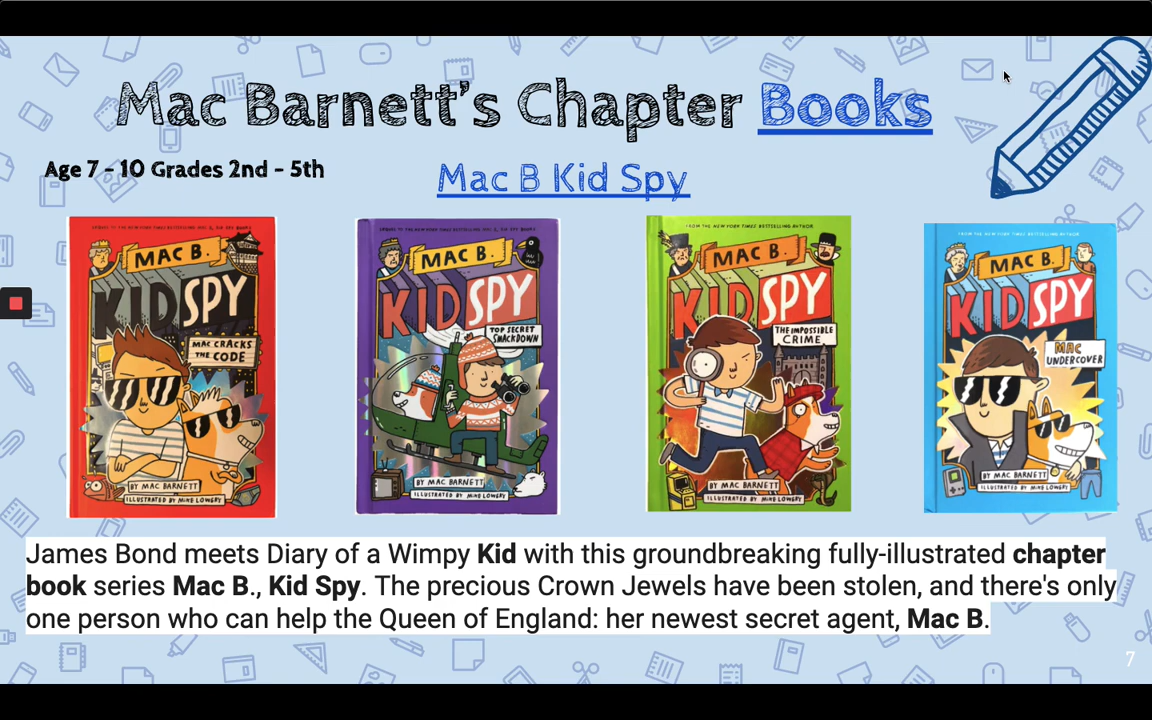 Mac Barnett's Chapter Books
Age 7 - 10 Grades 2nd - 5th
Mac B Kid Spy
MAC B.
KID SPY
MAC CRACKS
THE CODE
BY MAC BARNETT
ILLUSTRATED BY MIKE LOWERY
MAC B.
KID SPY
TOP SECRET
SMACKDOWN
BY MAC BARNETT
ILLUSTRATED BY MIKE LOWERY
FROM THE NEW YORK TIMES BESTSELLING AUTHOR
MAC B.
KID SPY
THE IMPOSSIBLE
CRIME
BY MAC BARNETT
ILLUSTRATED BY MIKE LOWERY
FROM THE NEW YORK TIMES BESTSELLING AUTHOR
MAC B.
KID SPY
MAC
UNDERCOVER
BY MAC BARNETT
ILLUSTRATED BY MIKE LOWERY
James Bond meets Diary of a Wimpy Kid with this groundbreaking fully-illustrated chapter
book series Mac B., Kid Spy. The precious Crown Jewels have been stolen, and there's only
one person who can help the Queen of England: her newest secret agent, Mac B.
7